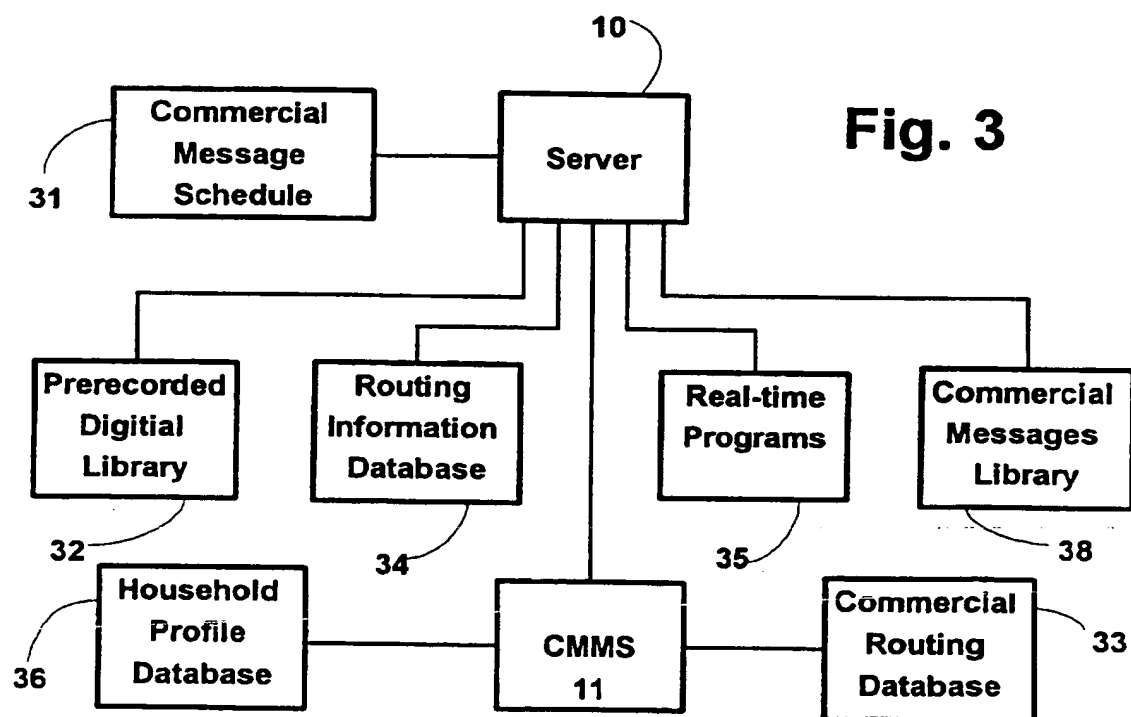 10
Fig. 3
Commercial
Message
Schedule
31
Server
Prerecorded
Digitial
Library
32
Routing
Information
Database
34
Real-time
Programs
35
Commercial
Messages
Library
38
Household
Profile
Database
36
CMMS
11
Commercial
Routing
Database
33